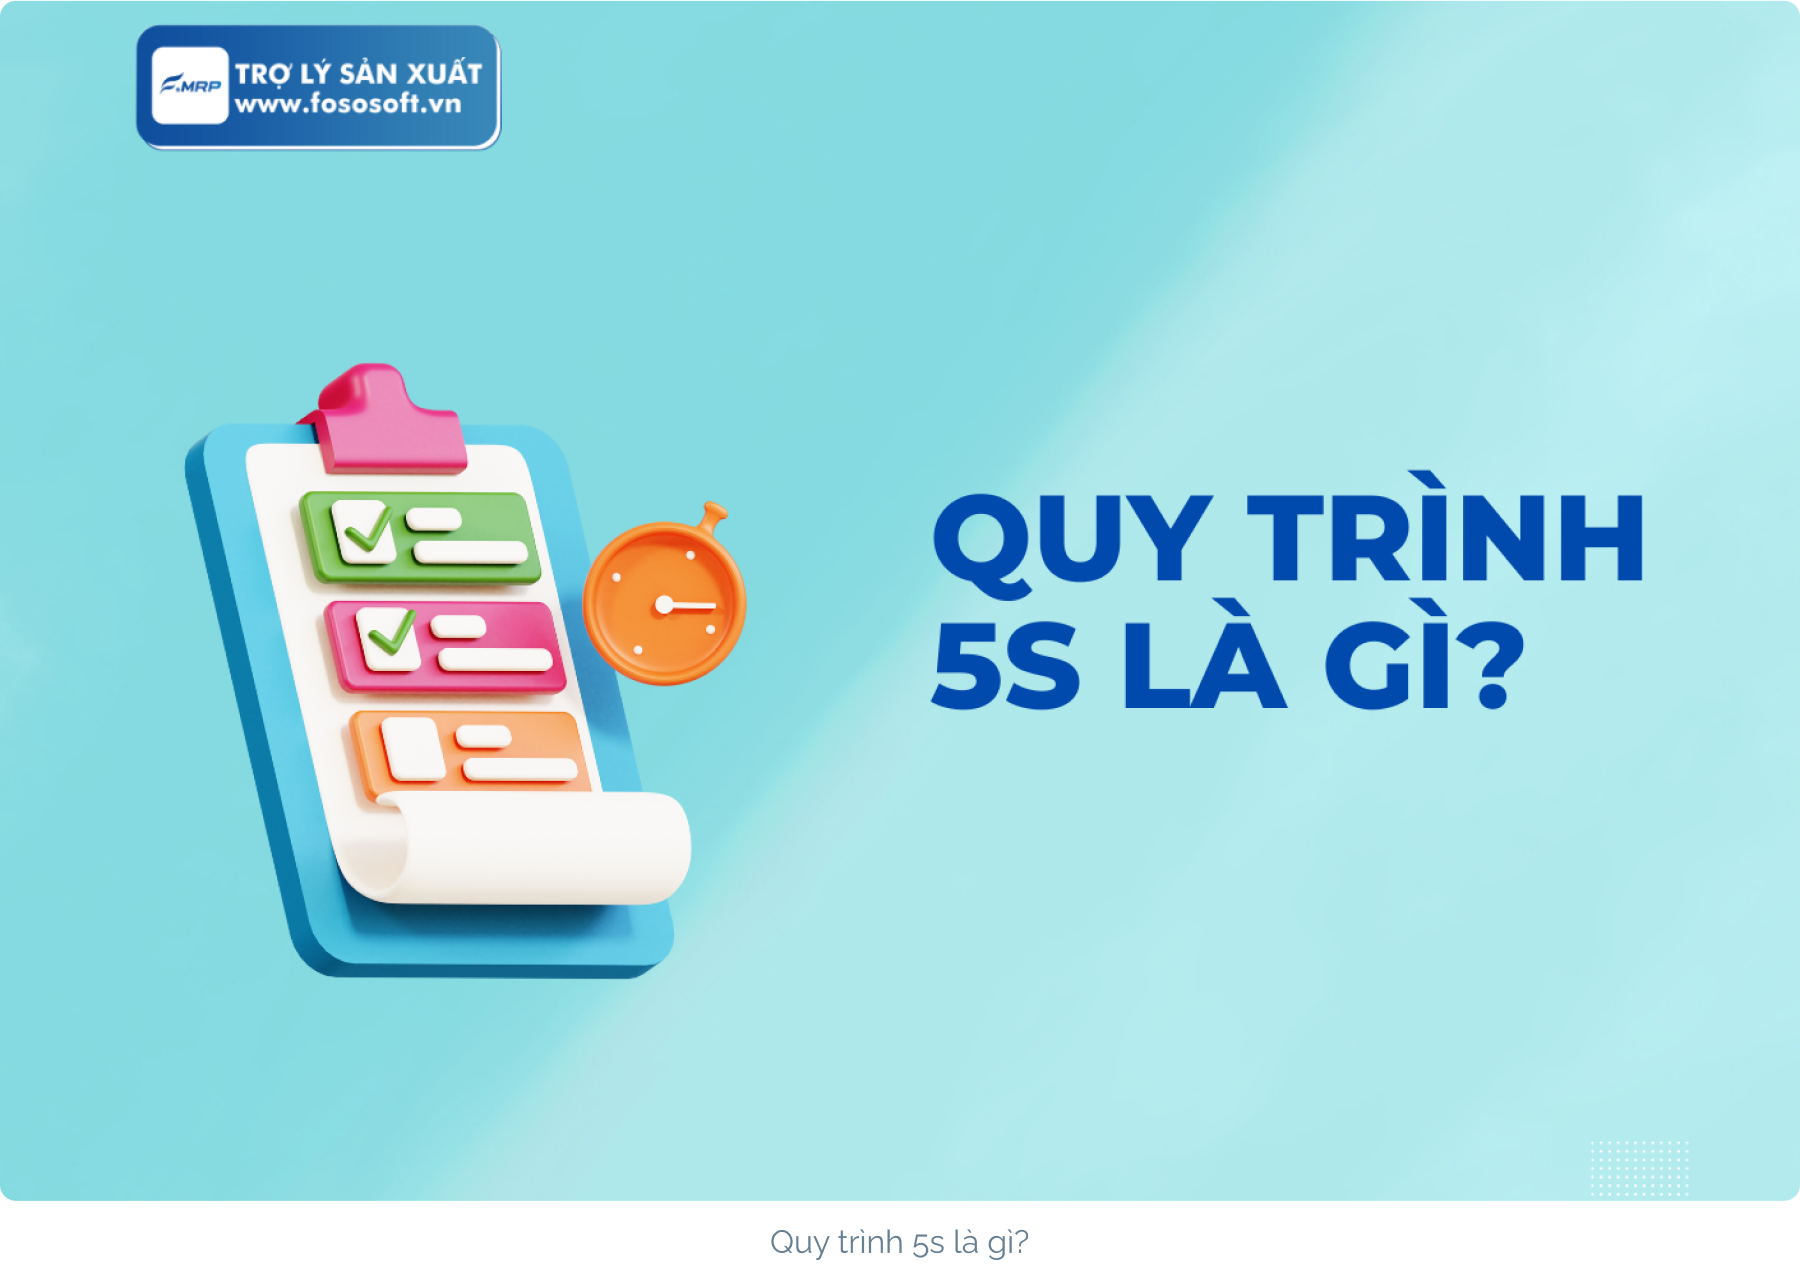 F.MRP
TRỢ LÝ SẢN XUẤT
www.fososoft.vn
QUY TRÌNH
5S LÀ GÌ?
Quy trình 5s là gì?